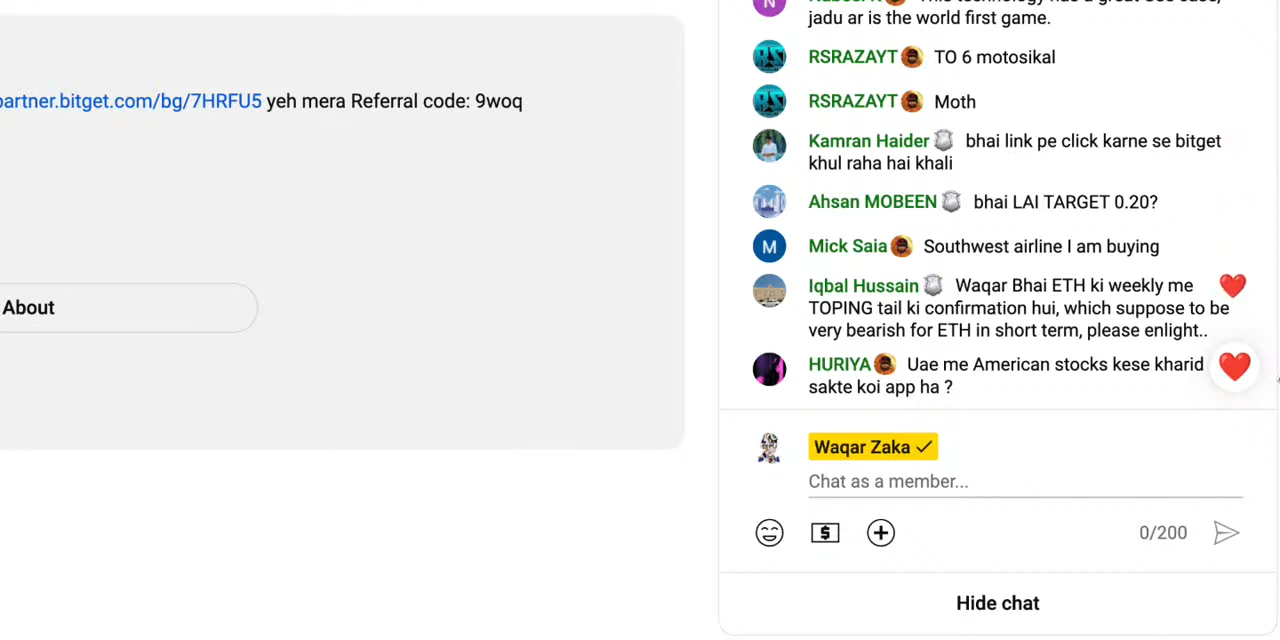 partner.bitget.com/bg/7HRFU5 yeh mera Referral code: 9woq
About
N
jadu ar is the world first game.
RSRAZAYT TO 6 motosikal
RSRAZAYT Moth
Kamran Haider bhai link pe click karne se bitget
khul raha hai khali
Ahsan MOBEEN bhai LAI TARGET 0.20?
M
Mick Saia Southwest airline I am buying
Iqbal Hussain Waqar Bhai ETH ki weekly me
TOPING tail ki confirmation hui, which suppose to be
very bearish for ETH in short term, please enlight..
HURIYA Uae me American stocks kese kharid
sakte koi app ha ?
Waqar Zaka
Chat as a member...
$
0/200
Hide chat